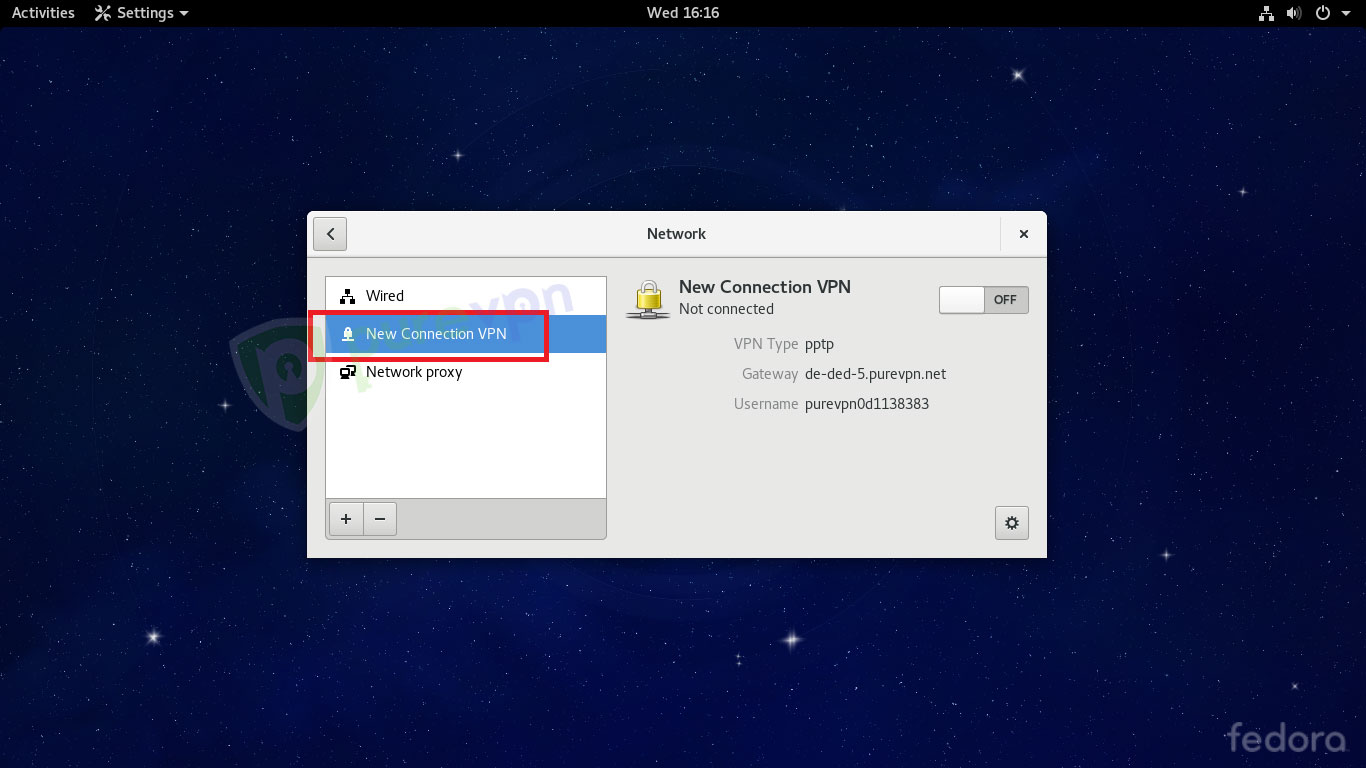 Activities Settings Wed 16:16
Network
Wired
New Connection VPN
Network proxy
purevpn
New Connection VPN
Not connected
OFF
VPN Type pptp
Gateway de-ded-5.purevpn.net
Username purevpn0d1138383
fedora